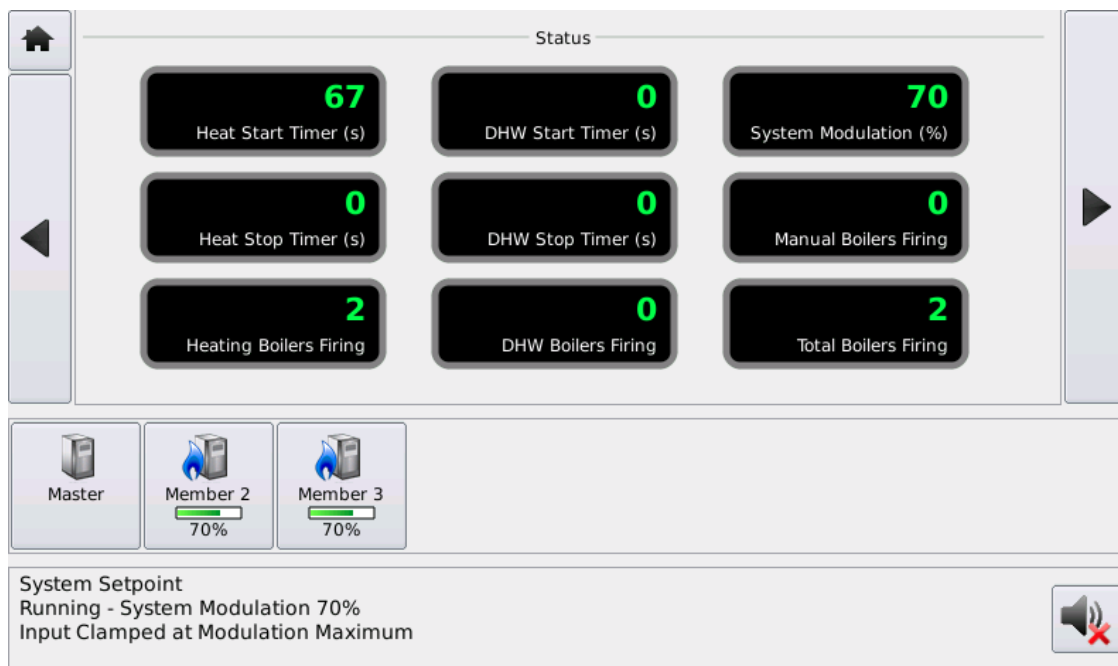 Status
67
Heat Start Timer (s)
0
DHW Start Timer (s)
70
System Modulation (%)
0
Heat Stop Timer (s)
0
DHW Stop Timer (s)
0
Manual Boilers Firing
2
Heating Boilers Firing
0
DHW Boilers Firing
2
Total Boilers Firing
Master
Member 2
70%
Member 3
70%
System Setpoint
Running - System Modulation 70%
Input Clamped at Modulation Maximum